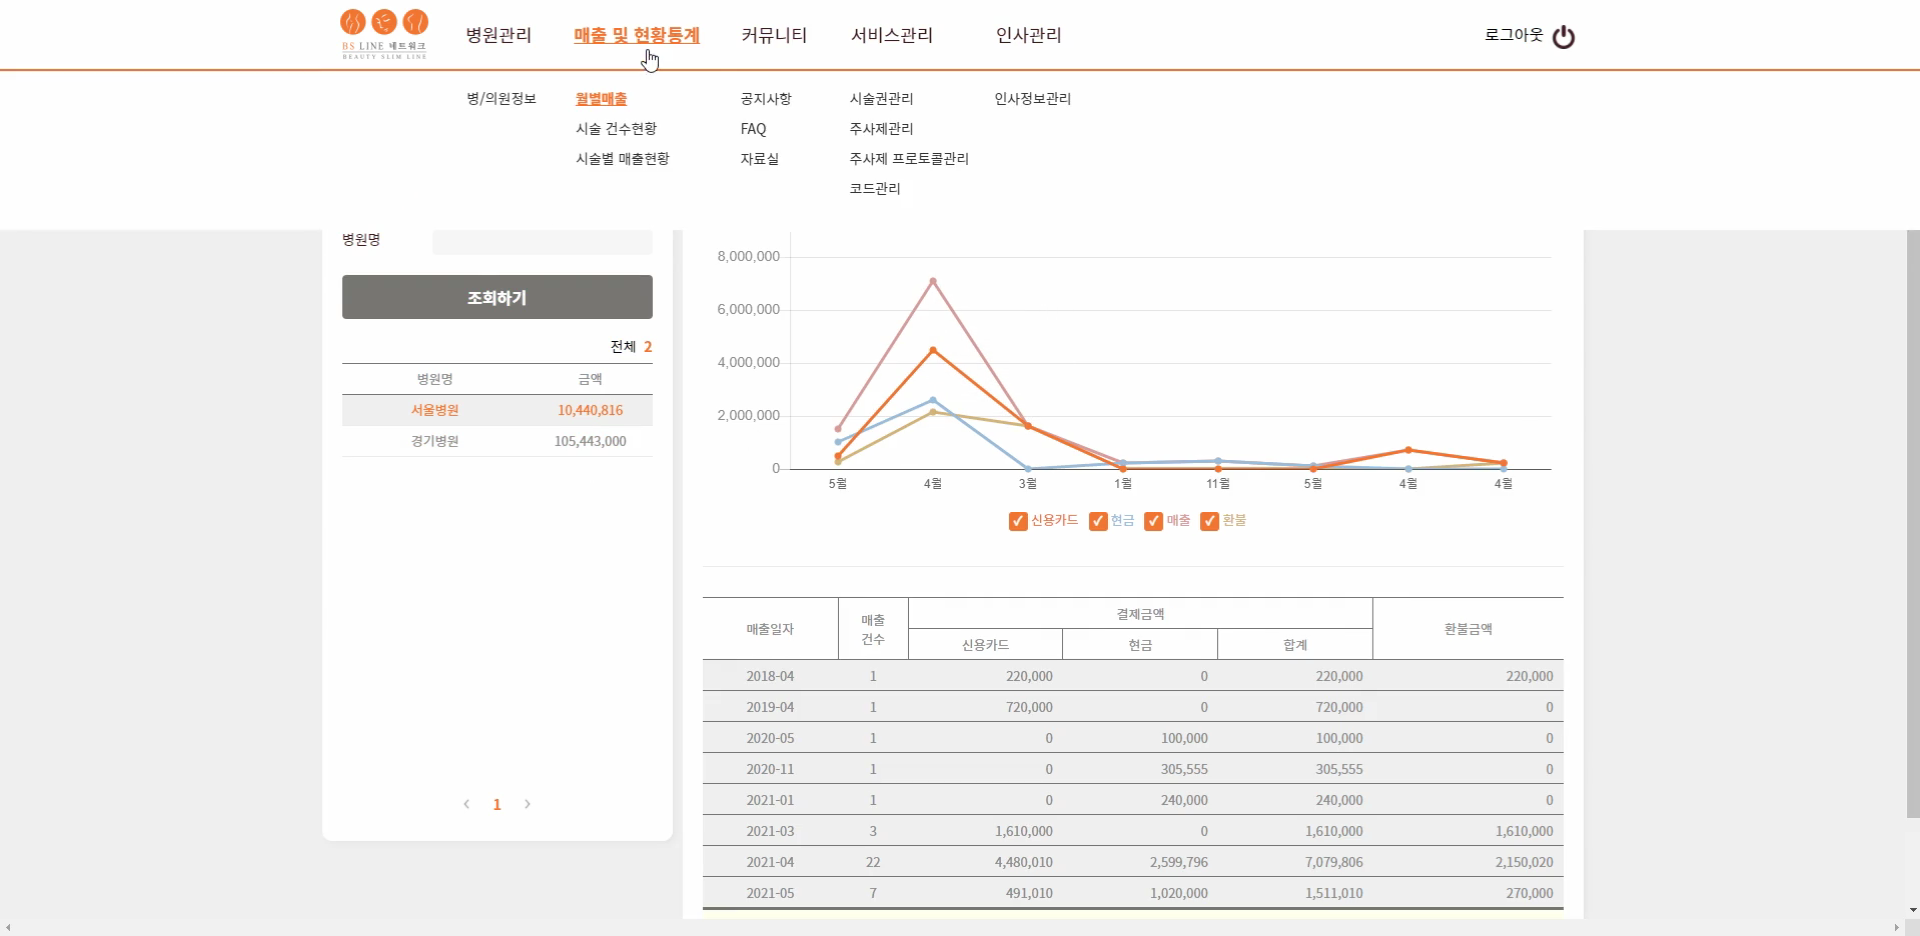 BS LINE 네트워크
BEAUTY SLIM LINE
병원관리 매출 및 현황통계 커뮤니티 서비스관리 인사관리 로그아웃
병/의원정보 월별매출 공지사항 시술권관리 인사정보관리
시술 건수현황 FAQ 주사제관리
시술별 매출현황 자료실 주사제 프로토콜관리
코드관리
병원명
조회하기
전체 2
병원명 금액
서울병원 10,440,816
경기병원 105,443,000
1
8,000,000
6,000,000
4,000,000
2,000,000
0
5월 4월 3월 1월 11월 5월 4월 4월
신용카드 현금 매출 환불
매출일자 매출 건수 결제금액 환불금액
신용카드 현금 합계
2018-04 1 220,000 0 220,000 220,000
2019-04 1 720,000 0 720,000 0
2020-05 1 0 100,000 100,000 0
2020-11 1 0 305,555 305,555 0
2021-01 1 0 240,000 240,000 0
2021-03 3 1,610,000 0 1,610,000 1,610,000
2021-04 22 4,480,010 2,599,796 7,079,806 2,150,020
2021-05 7 491,010 1,020,000 1,511,010 270,000